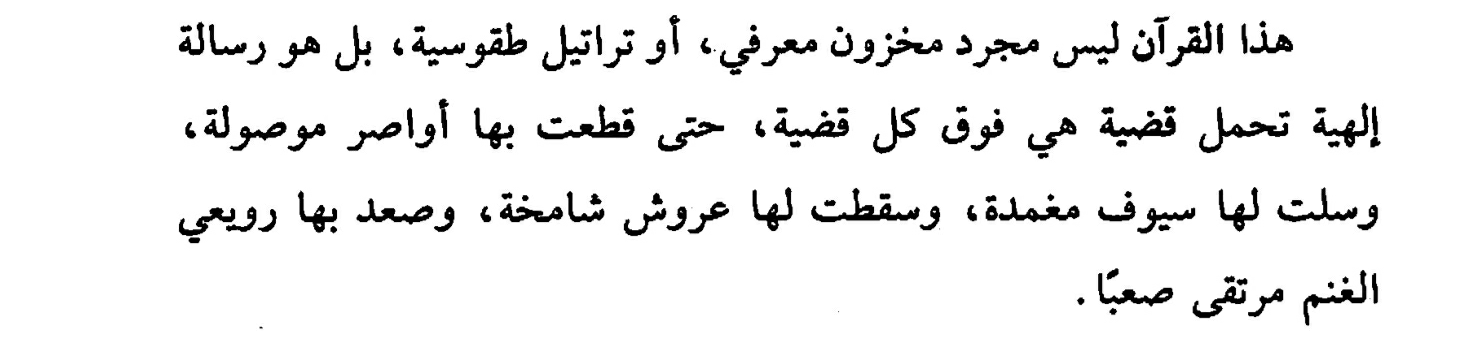 هذا القرآن ليس مجرد مخزون معرفي، أو تراتيل طقوسية، بل هو رسالة
إلهية تحمل قضية هي فوق كل قضية، حتى قطعت بها أواصر موصولة،
وسلت لها سيوف مغمدة، وسقطت لها عروش شامخة، وصعد بها رويعي
الغنم مرتقى صعبًا.